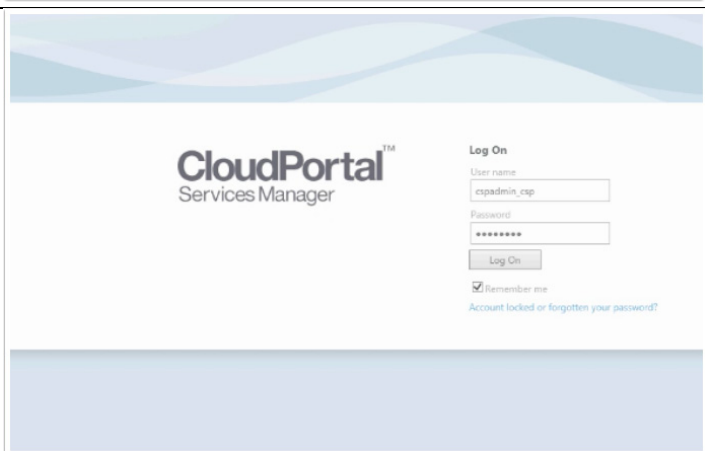 CloudPortal™
Services Manager
Log On
User name
cspadmin_csp
Password
●●●●●●●●
Log On
Remember me
Account locked or forgotten your password?